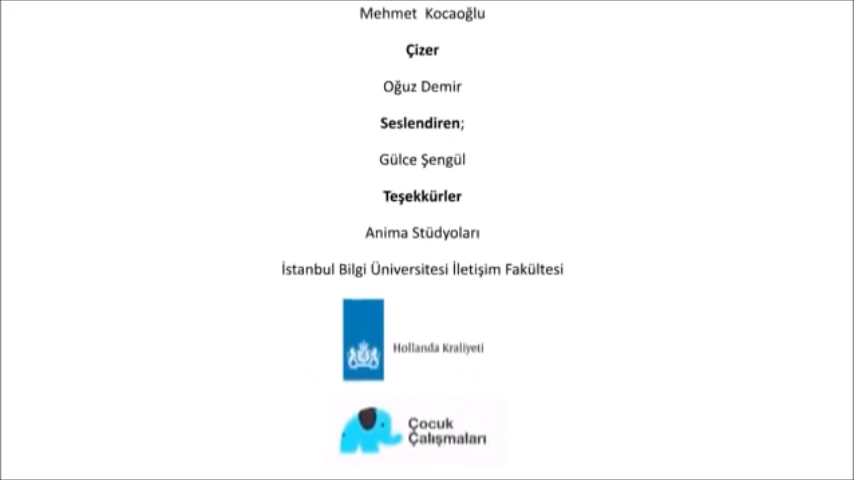 Mehmet Kocaoğlu
Çizer
Oğuz Demir
Seslendiren;
Gülce Şengül
Teşekkürler
Anima Stüdyoları
İstanbul Bilgi Üniversitesi İletişim Fakültesi
Hollanda Kraliyeti
Çocuk
Çalışmaları